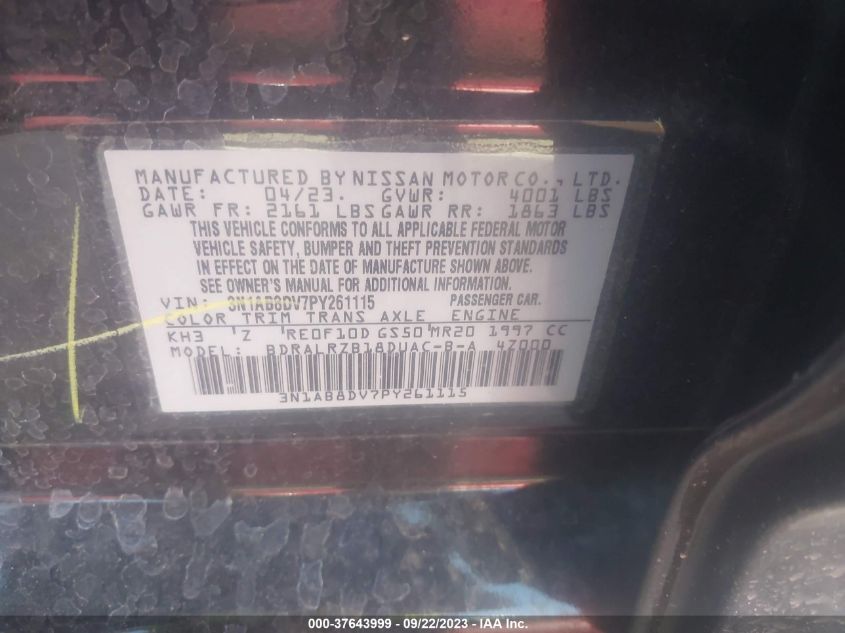 MANUFACTURED BY NISSAN MOTOR CO., LTD.
DATE: 04/23. GVWR: 4001 LBS
GAWR FR: 2161 LBS GAWR RR: 1863 LBS
THIS VEHICLE CONFORMS TO ALL APPLICABLE FEDERAL MOTOR
VEHICLE SAFETY, BUMPER AND THEFT PREVENTION STANDARDS
IN EFFECT ON THE DATE OF MANUFACTURE SHOWN ABOVE.
SEE OWNER'S MANUAL FOR ADDITIONAL INFORMATION.
VIN: 3N1AB8DV7PY261115 PASSENGER CAR.
COLOR TRIM TRANS AXLE ENGINE
KH3 'Z 'RE0F10D GS50'MR20 1997 CC
MODEL: BDRALRZB18DUAC-B-A 4Z000
3N1AB8DV7PY261115
000-37643999 - 09/22/2023 - IAA Inc.